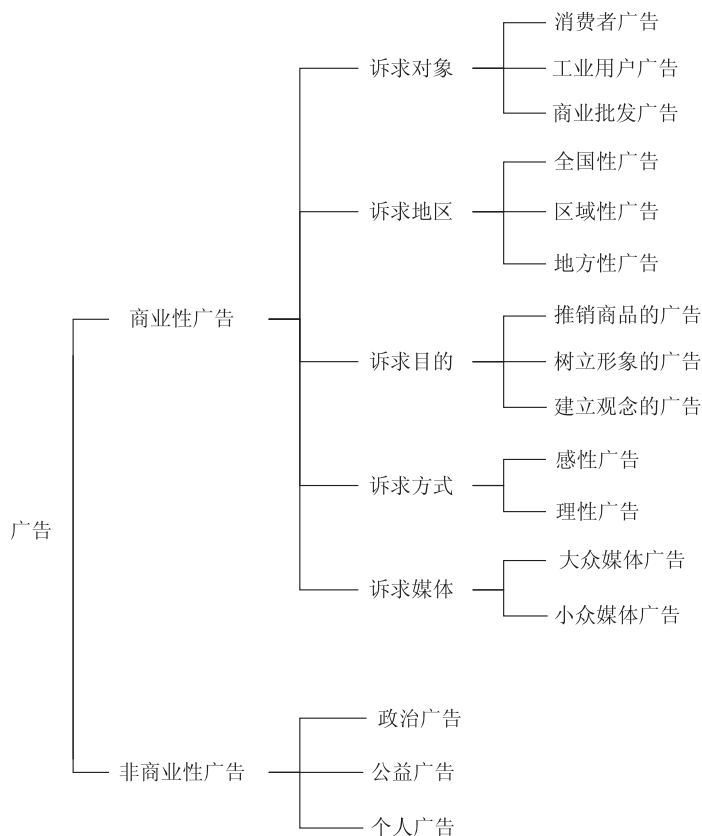 广告
商业性广告
诉求对象
消费者广告
工业用户广告
商业批发广告
诉求地区
全国性广告
区域性广告
地方性广告
诉求目的
推销商品的广告
树立形象的广告
建立观念的广告
诉求方式
感性广告
理性广告
诉求媒体
大众媒体广告
小众媒体广告
非商业性广告
政治广告
公益广告
个人广告